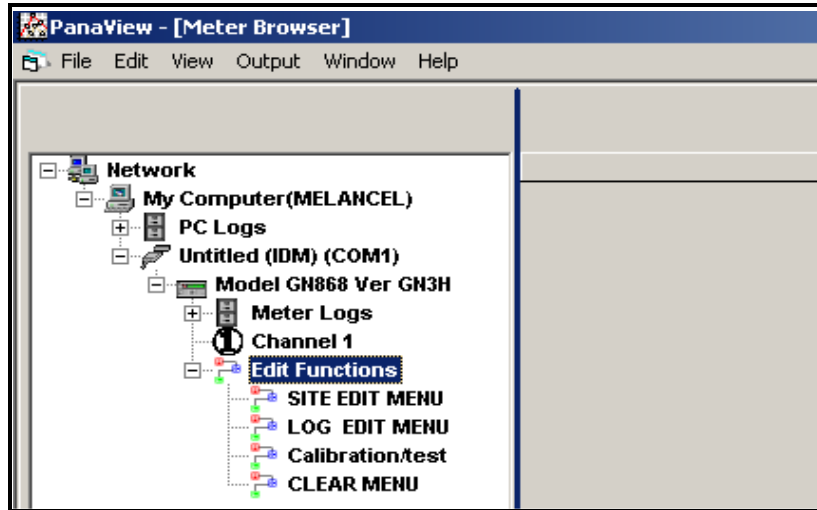 PanaView - [Meter Browser]
File Edit View Output Window Help
Network
My Computer(MELANCEL)
PC Logs
Untitled (IDM) (COM1)
Model GN868 Ver GN3H
Meter Logs
1 Channel 1
Edit Functions
SITE EDIT MENU
LOG EDIT MENU
Calibration/test
CLEAR MENU